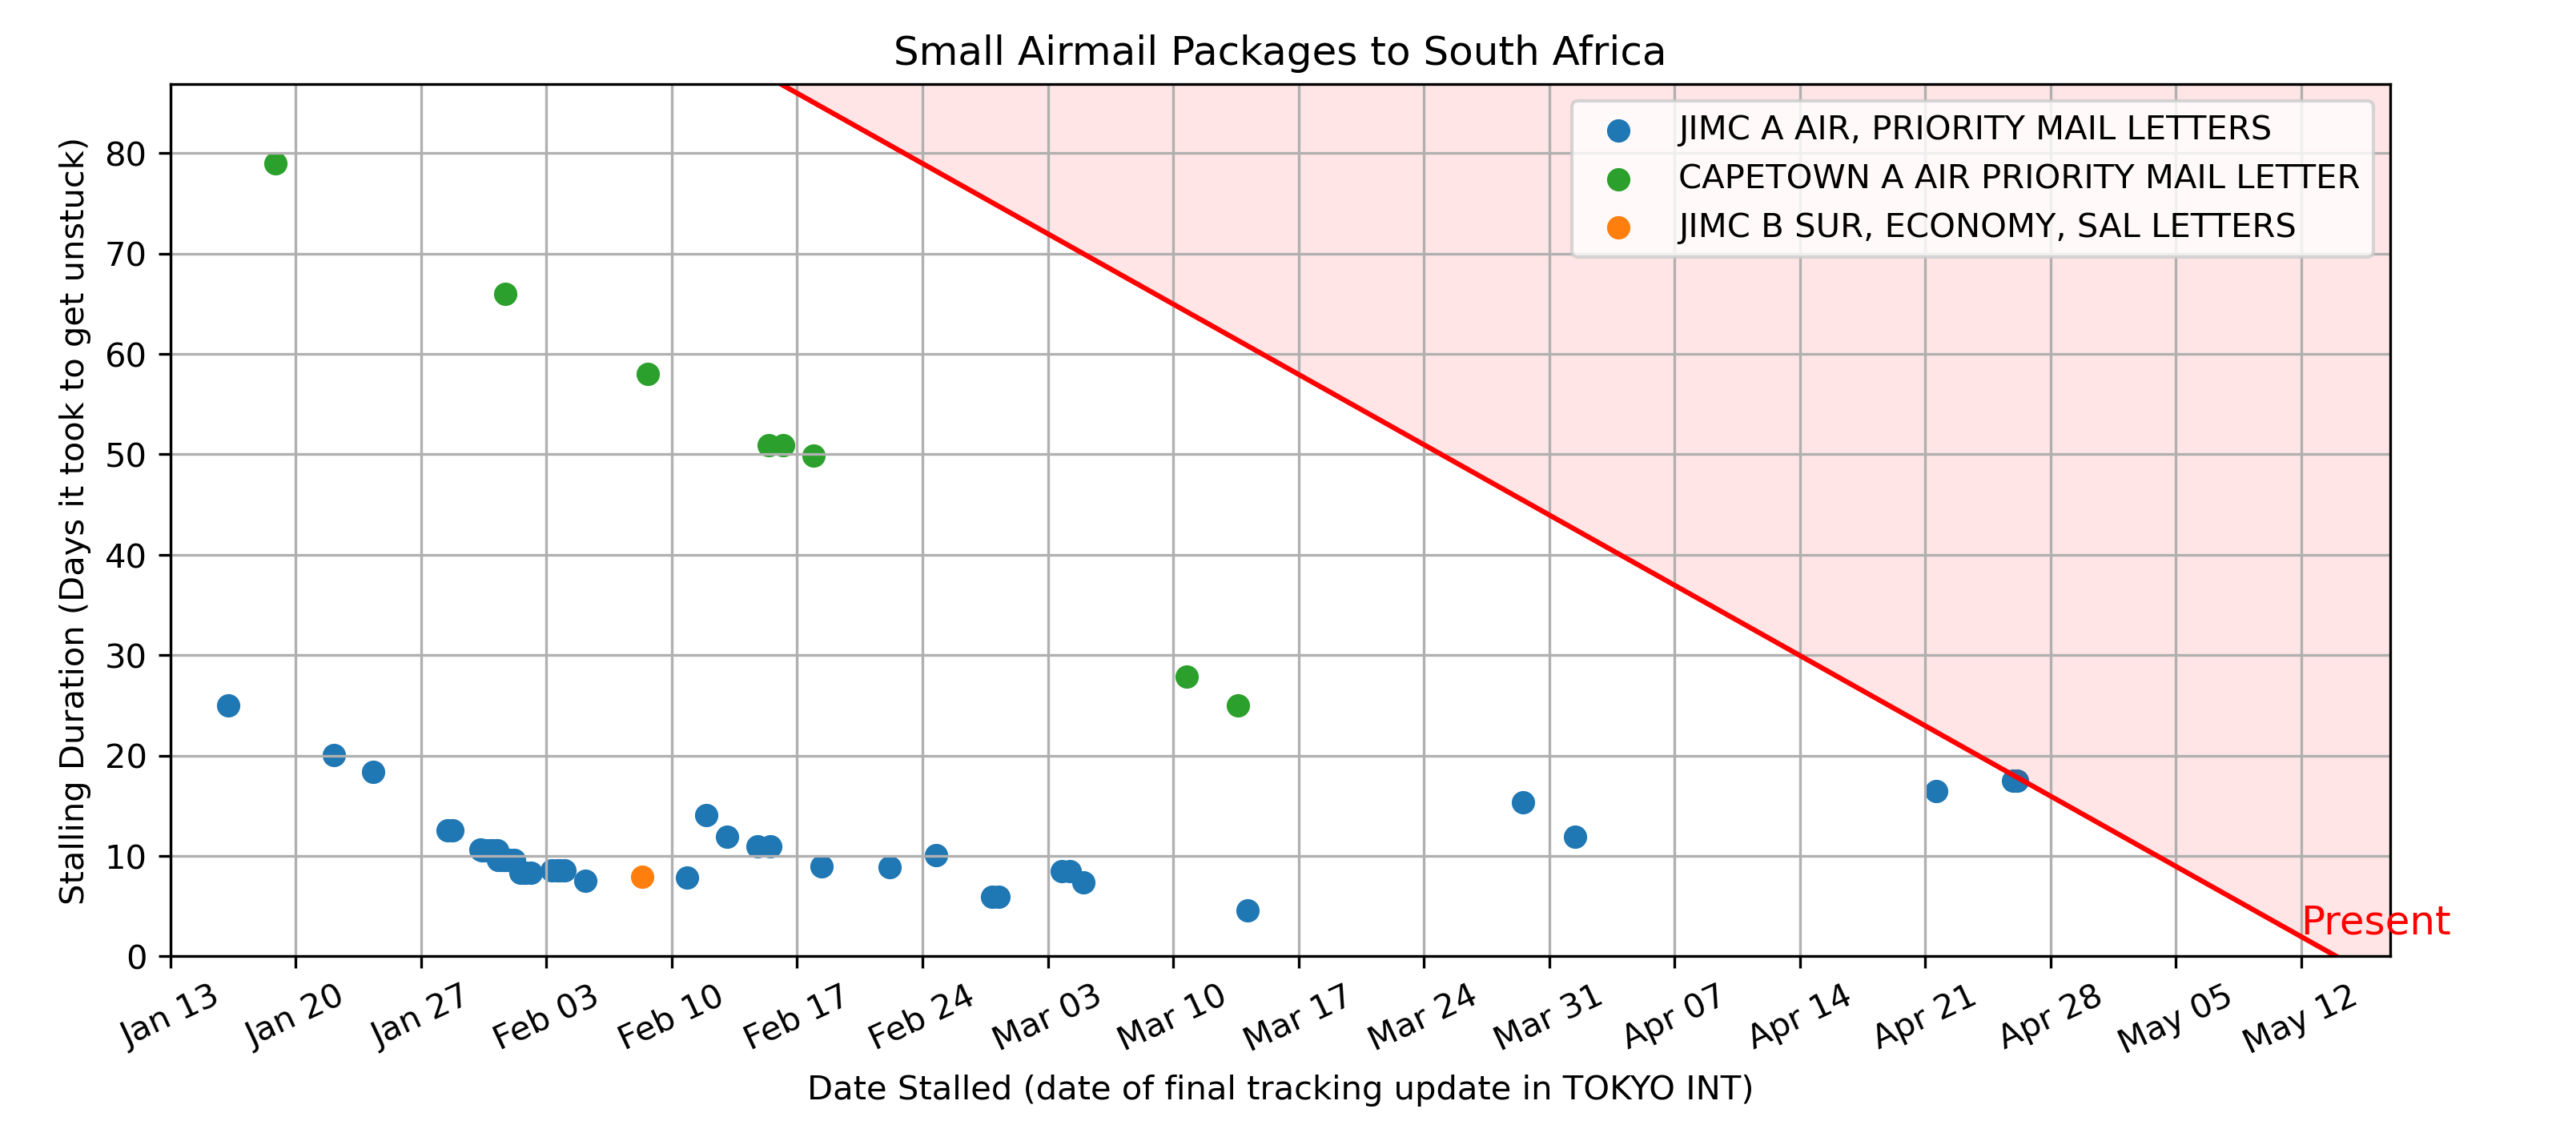 Small Airmail Packages to South Africa
JIMC A AIR, PRIORITY MAIL LETTERS
CAPETOWN A AIR PRIORITY MAIL LETTER
JIMC B SUR, ECONOMY, SAL LETTERS
Stalling Duration (Days it took to get unstuck)
80
70
60
50
40
30
20
10
0
Present
Jan 13
Jan 20
Jan 27
Feb 03
Feb 10
Feb 17
Feb 24
Mar 03
Mar 10
Mar 17
Mar 24
Mar 31
Apr 07
Apr 14
Apr 21
Apr 28
May 05
May 12
Date Stalled (date of final tracking update in TOKYO INT)